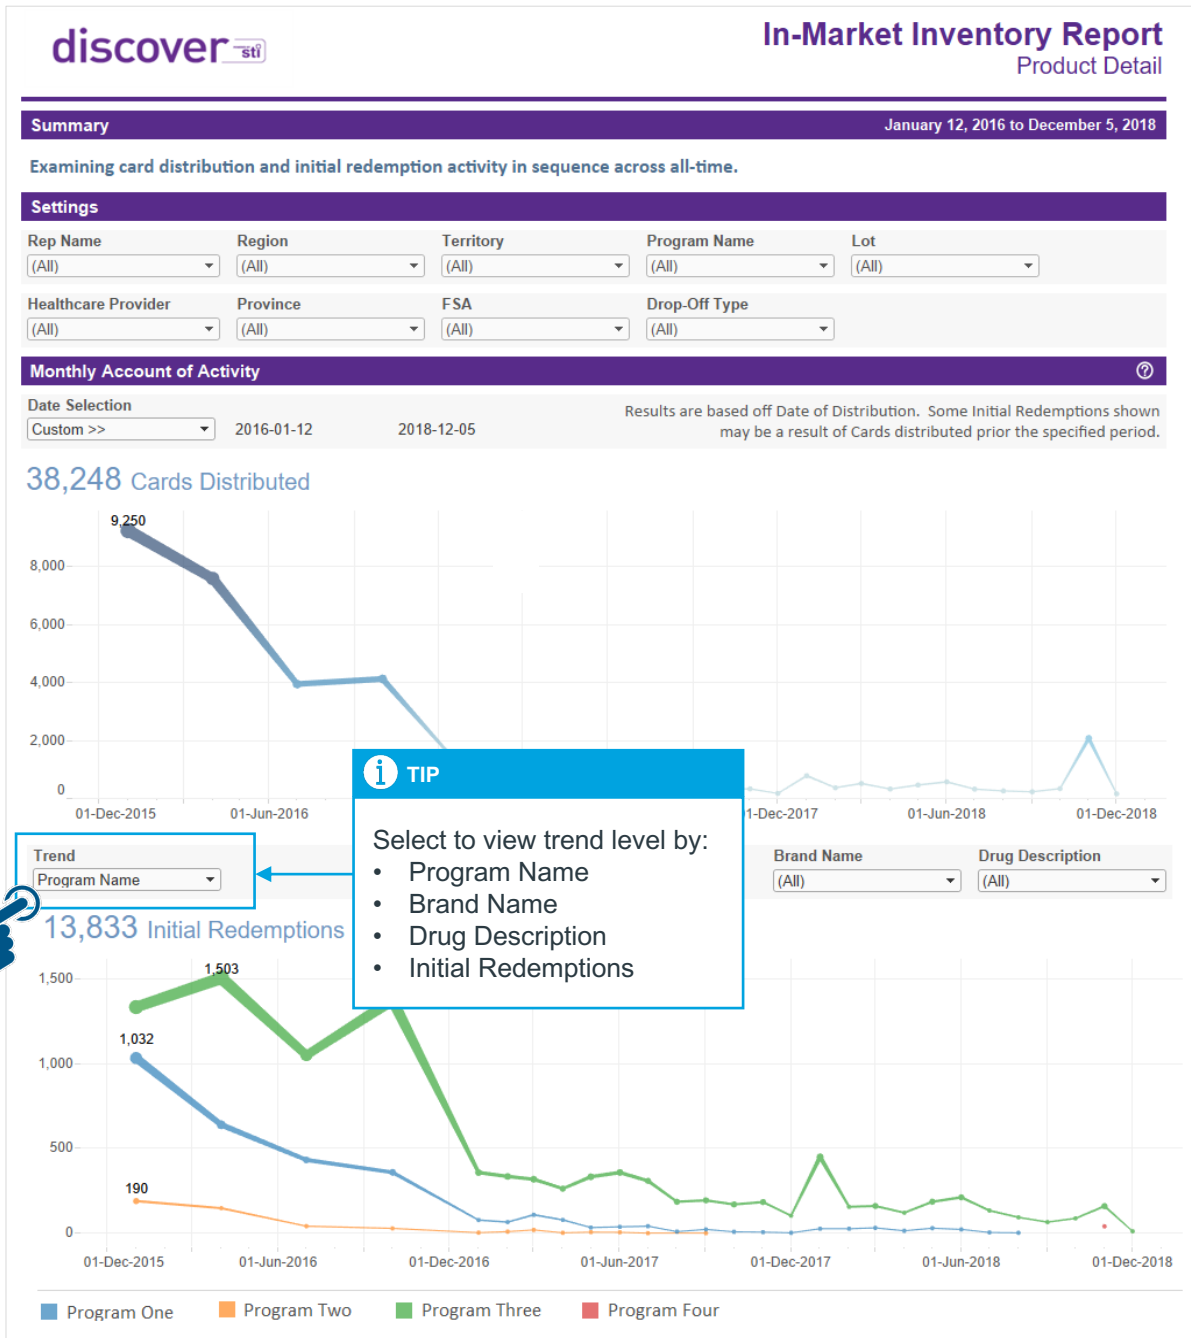 discover sti
In-Market Inventory Report
Product Detail
Summary January 12, 2016 to December 5, 2018
Examining card distribution and initial redemption activity in sequence across all-time.
Settings
Rep Name Region Territory Program Name Lot
(All) (All) (All) (All) (All)
Healthcare Provider Province FSA Drop-Off Type
(All) (All) (All) (All)
Monthly Account of Activity ?
Date Selection
Custom >> 2016-01-12 2018-12-05
Results are based off Date of Distribution. Some Initial Redemptions shown
may be a result of Cards distributed prior the specified period.
38,248 Cards Distributed
9,250
8,000
6,000
4,000
2,000
0
01-Dec-2015 01-Jun-2016 1-Dec-2017 01-Jun-2018 01-Dec-2018
i TIP
Select to view trend level by:
• Program Name
• Brand Name
• Drug Description
• Initial Redemptions
Trend Brand Name Drug Description
Program Name (All) (All)
13,833 Initial Redemptions
1,503
1,500
1,032
1,000
500
190
0
01-Dec-2015 01-Jun-2016 01-Dec-2016 01-Jun-2017 01-Dec-2017 01-Jun-2018 01-Dec-2018
Program One Program Two Program Three Program Four